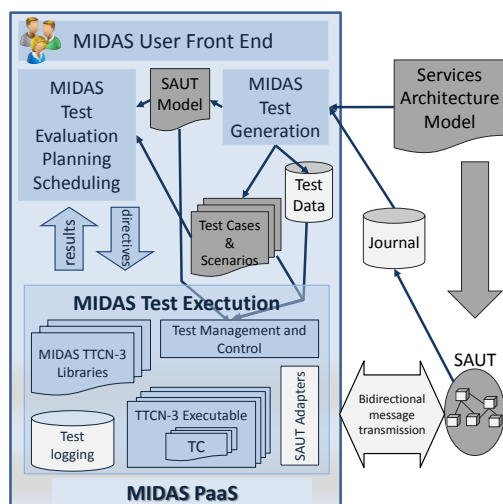 MIDAS User Front End
MIDAS
Test
Evaluation
Planning
Scheduling
SAUT
Model
MIDAS
Test
Generation
Services
Architecture
Model
Test
Data
Test Cases
&
Scenarios
Journal
results
directives
MIDAS Test Exectution
MIDAS TTCN-3
Libraries
Test Management and
Control
SAUT
Test
logging
TTCN-3 Executable
TC
SAUT Adapters
Bidirectional
message
transmission
MIDAS PaaS